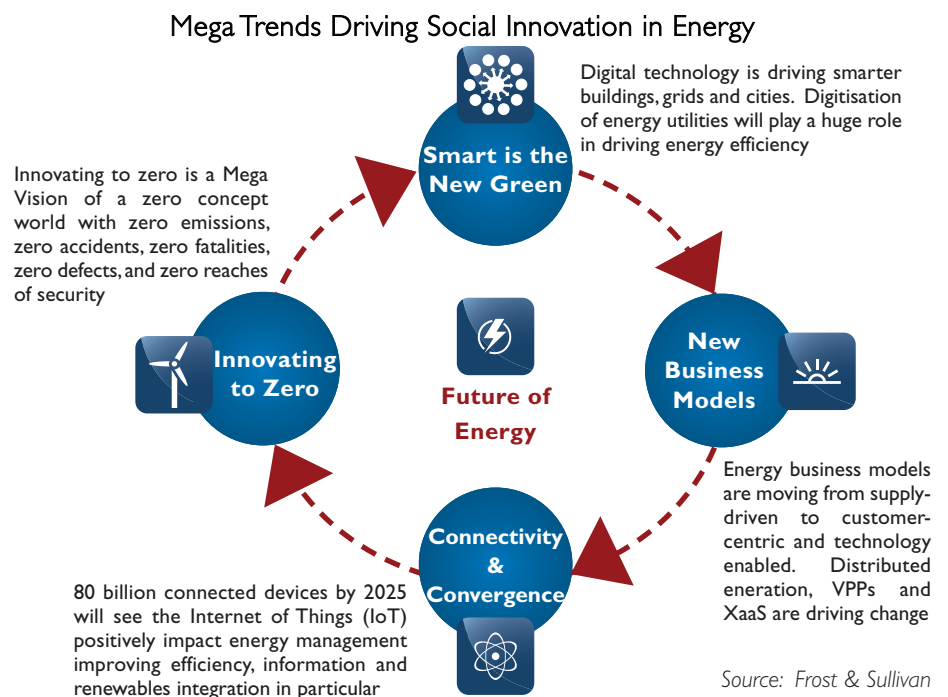 Mega Trends Driving Social Innovation in Energy
Smart is the
New Green
Digital technology is driving smarter
buildings, grids and cities. Digitisation
of energy utilities will play a huge role
in driving energy efficiency
Innovating to zero is a Mega
Vision of a zero concept
world with zero emissions,
zero accidents, zero fatalities,
zero defects, and zero reaches
of security
Innovating
to Zero
Future of
Energy
New
Business
Models
Energy business models
are moving from supply-
driven to customer-
centric and technology
enabled. Distributed
eneration, VPPs and
XaaS are driving change
Connectivity
&
Convergence
80 billion connected devices by 2025
will see the Internet of Things (IoT)
positively impact energy management
improving efficiency, information and
renewables integration in particular
Source: Frost & Sullivan